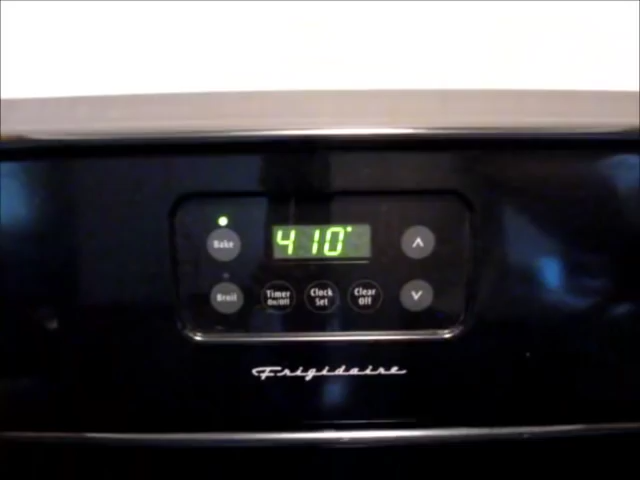 Bake
410°
^
Broil
Timer
On/Off
Clock
Set
Clear
Off
v
Frigidaire